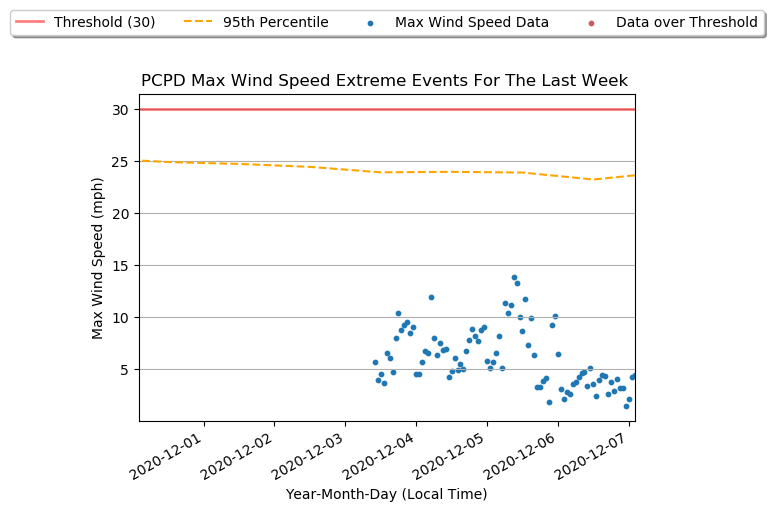 Threshold (30) 95th Percentile Max Wind Speed Data Data over Threshold
PCPD Max Wind Speed Extreme Events For The Last Week
Max Wind Speed (mph)
30
25
20
15
10
5
2020-12-01 2020-12-02 2020-12-03 2020-12-04 2020-12-05 2020-12-06 2020-12-07
Year-Month-Day (Local Time)